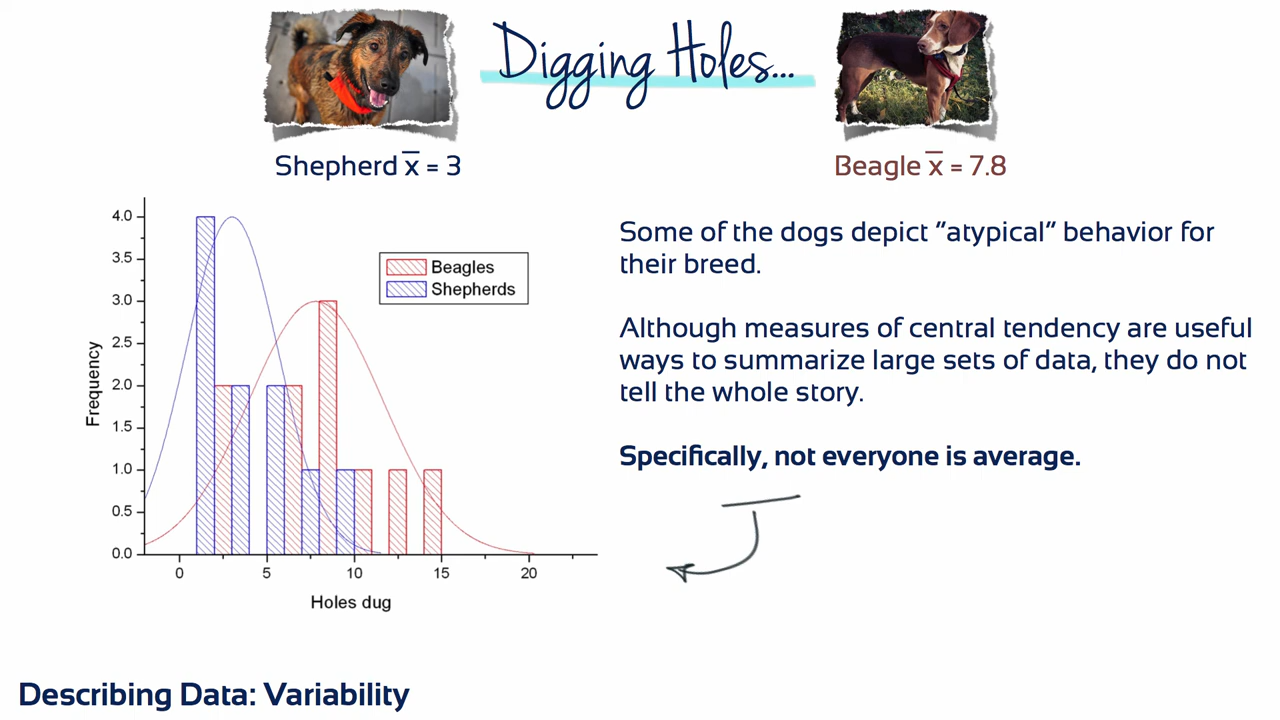 Digging Holes...
Shepherd x̅ = 3
Beagle x̅ = 7.8
Some of the dogs depict “atypical” behavior for
their breed.
Although measures of central tendency are useful
ways to summarize large sets of data, they do not
tell the whole story.
Specifically, not everyone is average.
Frequency
4.0
3.5
3.0
2.5
2.0
1.5
1.0
0.5
0.0
Beagles
Shepherds
0 5 10 15 20
Holes dug
Describing Data: Variability